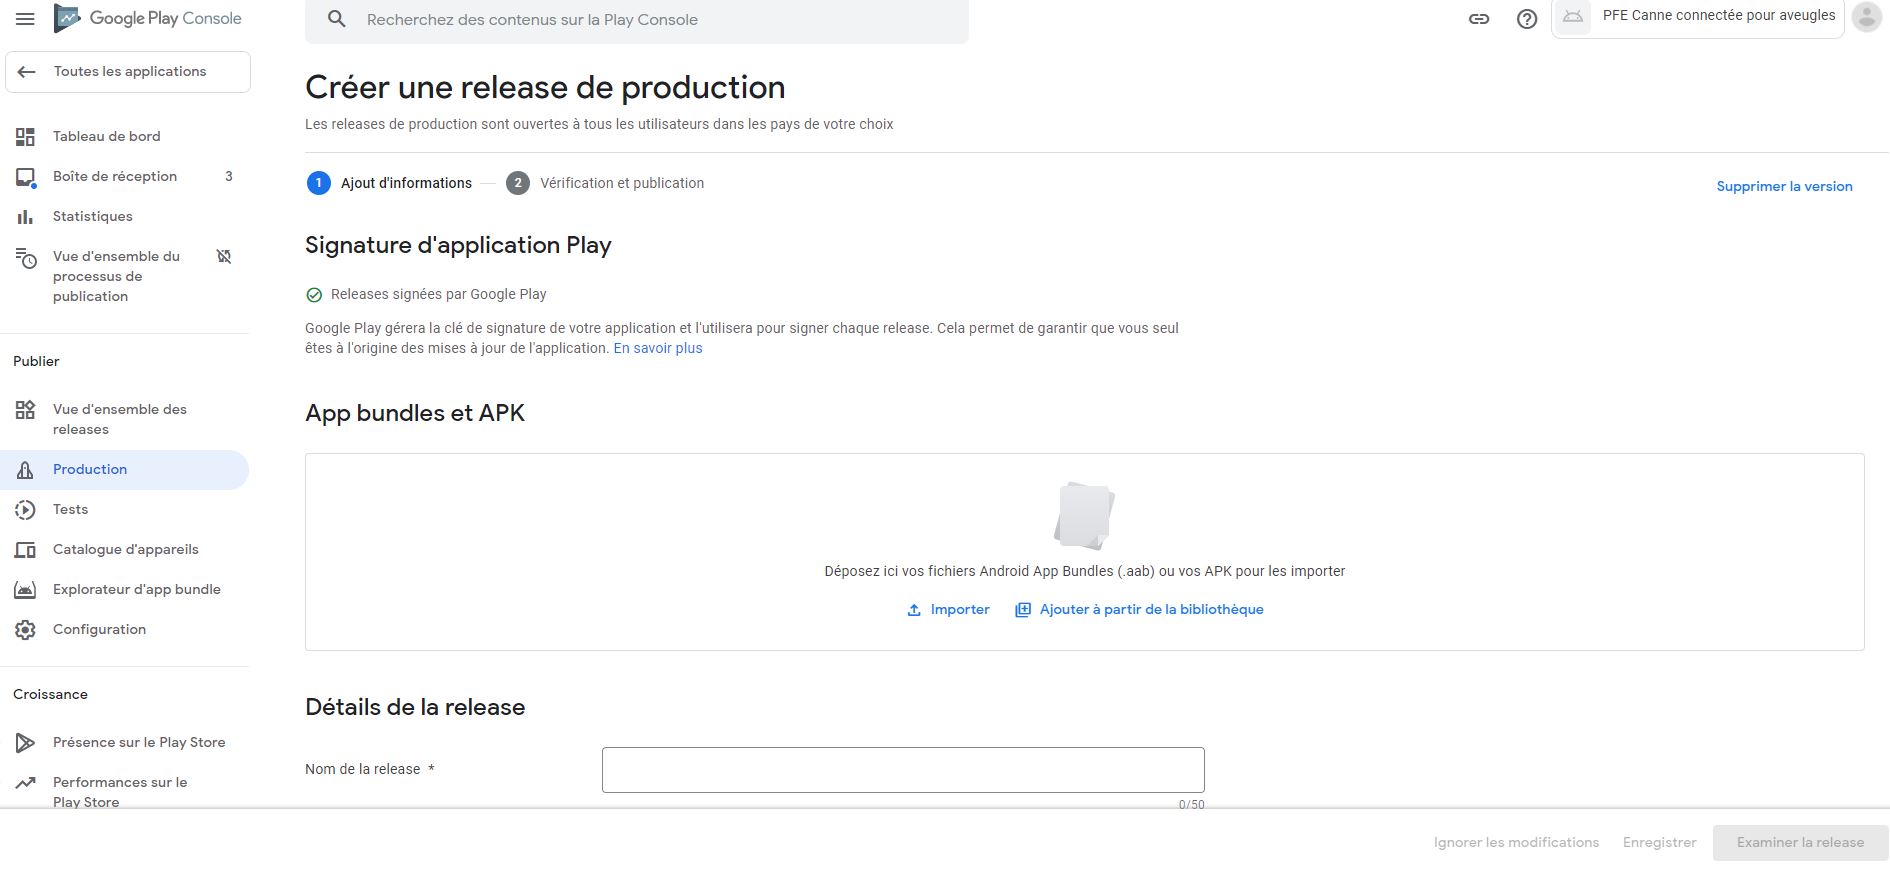 Google Play Console
Recherchez des contenus sur la Play Console
PFE Canne connectée pour aveugles
Toutes les applications
Tableau de bord
Boîte de réception 3
Statistiques
Vue d'ensemble du
processus de
publication
Publier
Vue d'ensemble des
releases
Production
Tests
Catalogue d'appareils
Explorateur d'app bundle
Configuration
Croissance
Présence sur le Play Store
Performances sur le
Play Store
Créer une release de production
Les releases de production sont ouvertes à tous les utilisateurs dans les pays de votre choix
1 Ajout d'informations 2 Vérification et publication
Supprimer la version
Signature d'application Play
Releases signées par Google Play
Google Play gérera la clé de signature de votre application et l'utilisera pour signer chaque release. Cela permet de garantir que vous seul
êtes à l'origine des mises à jour de l'application. En savoir plus
App bundles et APK
Déposez ici vos fichiers Android App Bundles (.aab) ou vos APK pour les importer
Importer Ajouter à partir de la bibliothèque
Détails de la release
Nom de la release *
0/50
Ignorer les modifications Enregistrer Examiner la release